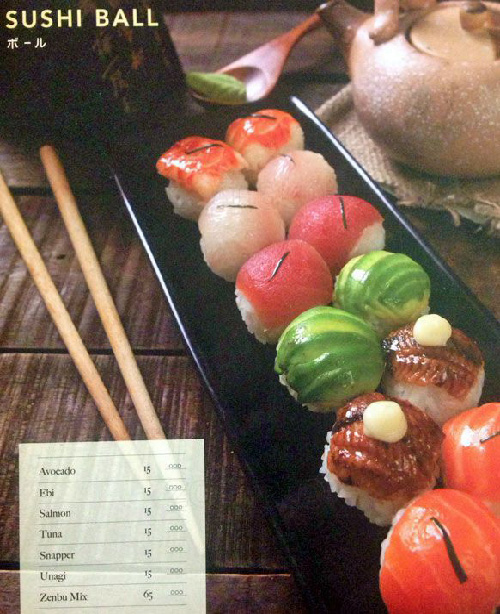 SUSHI BALL
ボール
Avocado 15 .000
Ebi 15 .000
Salmon 15 .000
Tuna 15 .000
Snapper 15 .000
Unagi 15 .000
Zenbu Mix 65 .000